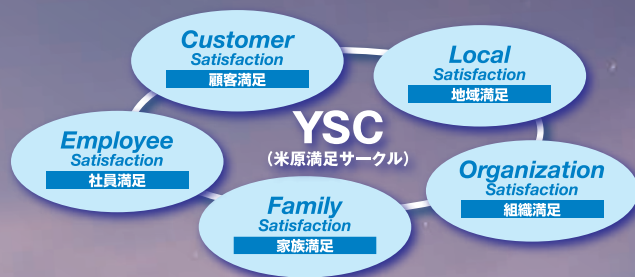 Customer
Satisfaction
顧客満足
Local
Satisfaction
地域満足
YSC
（米原満足サークル）
Employee
Satisfaction
社員満足
Organization
Satisfaction
組織満足
Family
Satisfaction
家族満足